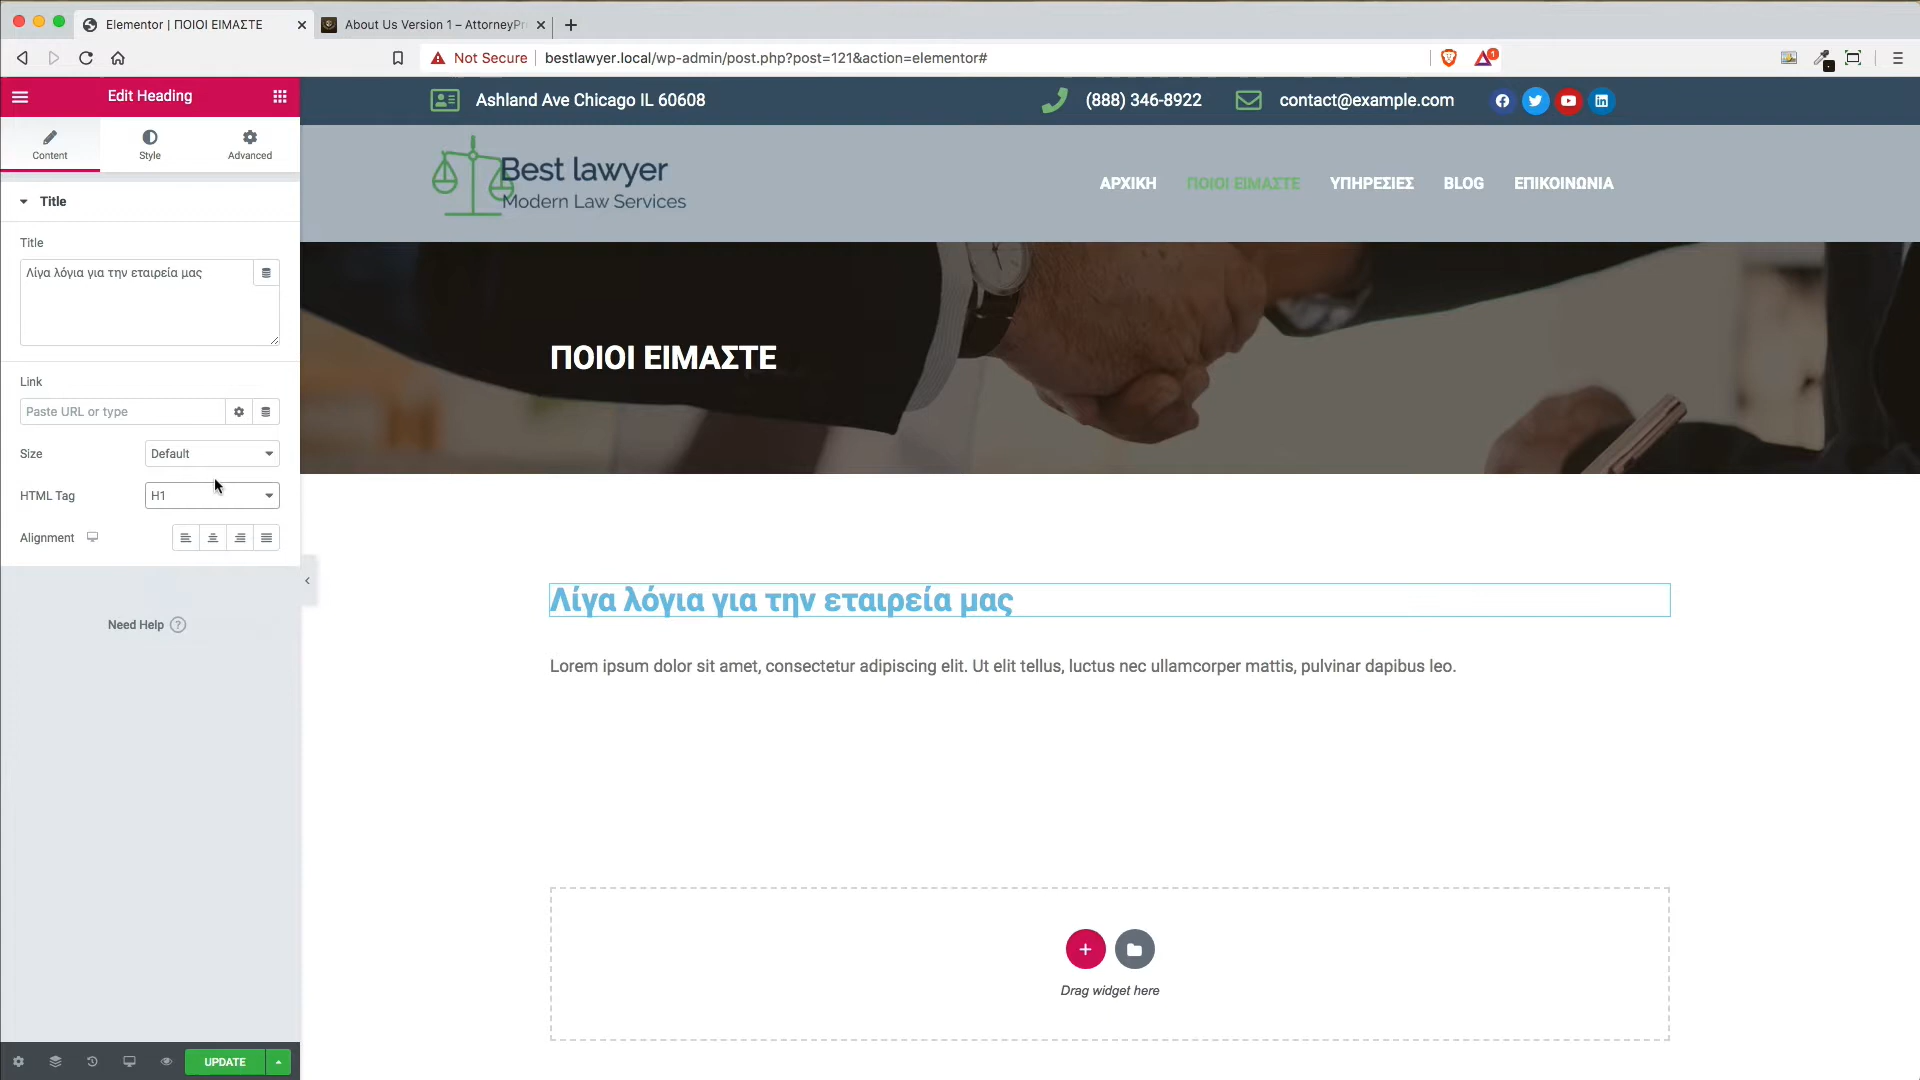 Elementor | ΠΟΙΟΙ ΕΙΜΑΣΤΕ
About Us Version 1 – AttorneyPr
Not Secure
bestlawyer.local/wp-admin/post.php?post=121&action=elementor#
1
Edit Heading
Content
Style
Advanced
Title
Title
Λίγα λόγια για την εταιρεία μας
Link
Paste URL or type
Size
Default
HTML Tag
H1
Alignment
Need Help
UPDATE
Ashland Ave Chicago IL 60608
(888) 346-8922
contact@example.com
Best lawyer
Modern Law Services
ΑΡΧΙΚΗ
ΠΟΙΟΙ ΕΙΜΑΣΤΕ
ΥΠΗΡΕΣΙΕΣ
BLOG
ΕΠΙΚΟΙΝΩΝΙΑ
ΠΟΙΟΙ ΕΙΜΑΣΤΕ
Λίγα λόγια για την εταιρεία μας
Lorem ipsum dolor sit amet, consectetur adipiscing elit. Ut elit tellus, luctus nec ullamcorper mattis, pulvinar dapibus leo.
Drag widget here